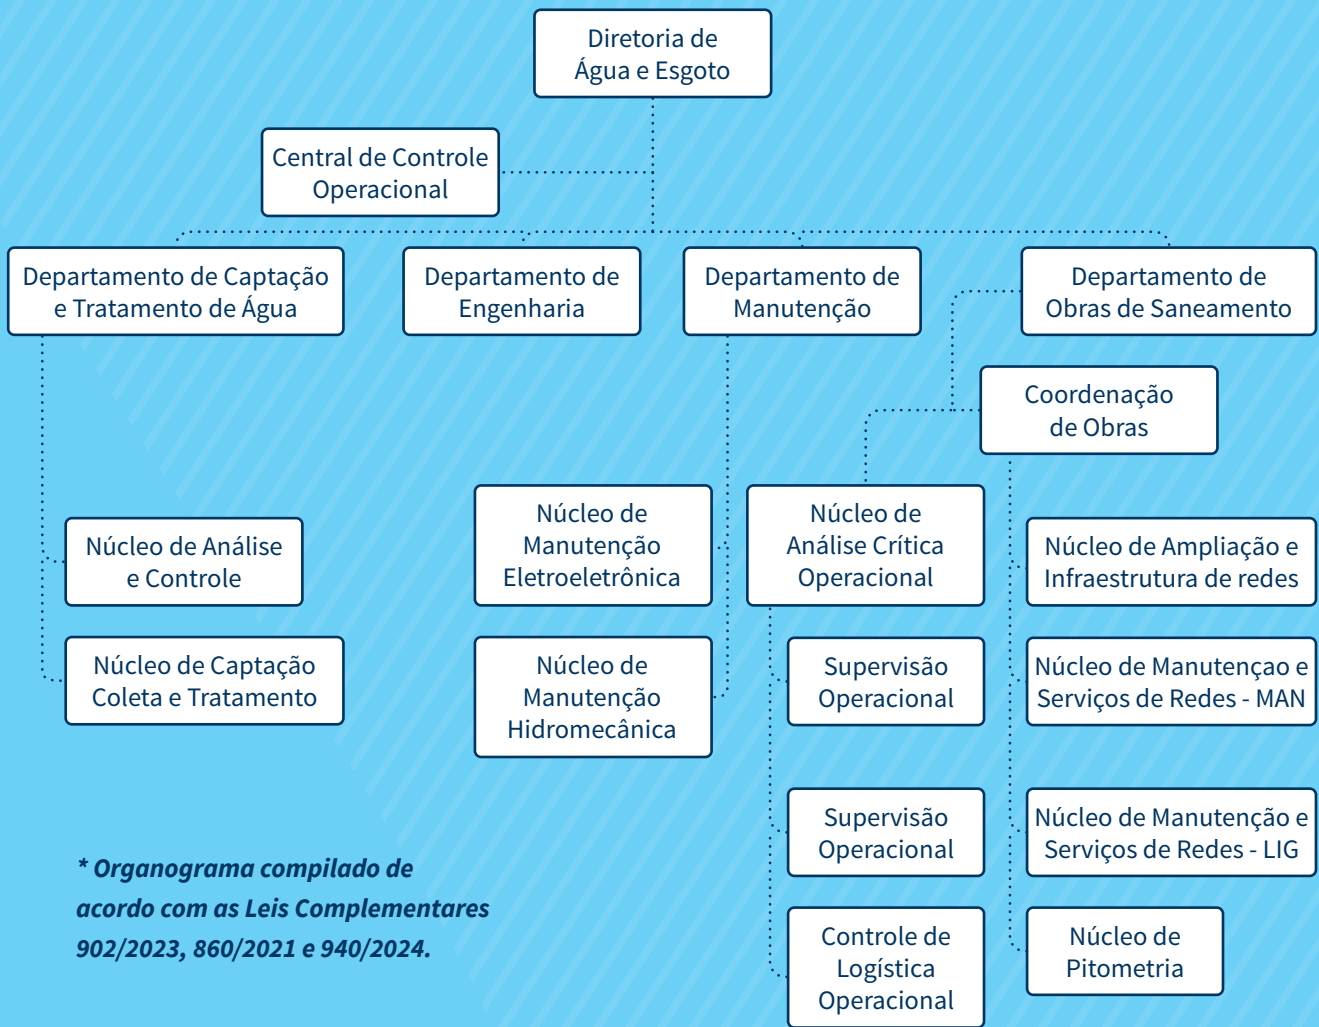 Diretoria de
Água e Esgoto
Central de Controle
Operacional
Departamento de Captação
e Tratamento de Água
Departamento de
Engenharia
Departamento de
Manutenção
Departamento de
Obras de Saneamento
Coordenação
de Obras
Núcleo de Análise
e Controle
Núcleo de
Manutenção
Eletroeletrônica
Núcleo de
Análise Crítica
Operacional
Núcleo de Ampliação e
Infraestrutura de redes
Núcleo de Captação
Coleta e Tratamento
Núcleo de
Manutenção
Hidromecânica
Supervisão
Operacional
Núcleo de Manutençao e
Serviços de Redes - MAN
Supervisão
Operacional
Núcleo de Manutenção e
Serviços de Redes - LIG
* Organograma compilado de
acordo com as Leis Complementares
902/2023, 860/2021 e 940/2024.
Controle de
Logística
Operacional
Núcleo de
Pitometria